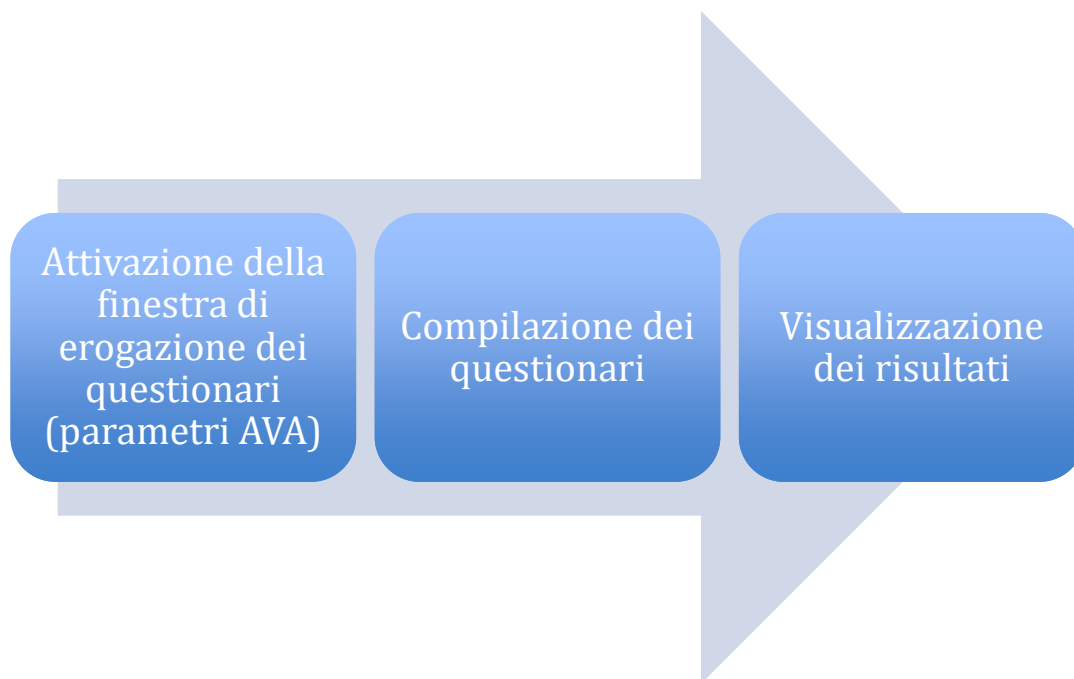 Attivazione della
finestra di
erogazione dei
questionari
(parametri AVA)
Compilazione dei
questionari
Visualizzazione
dei risultati